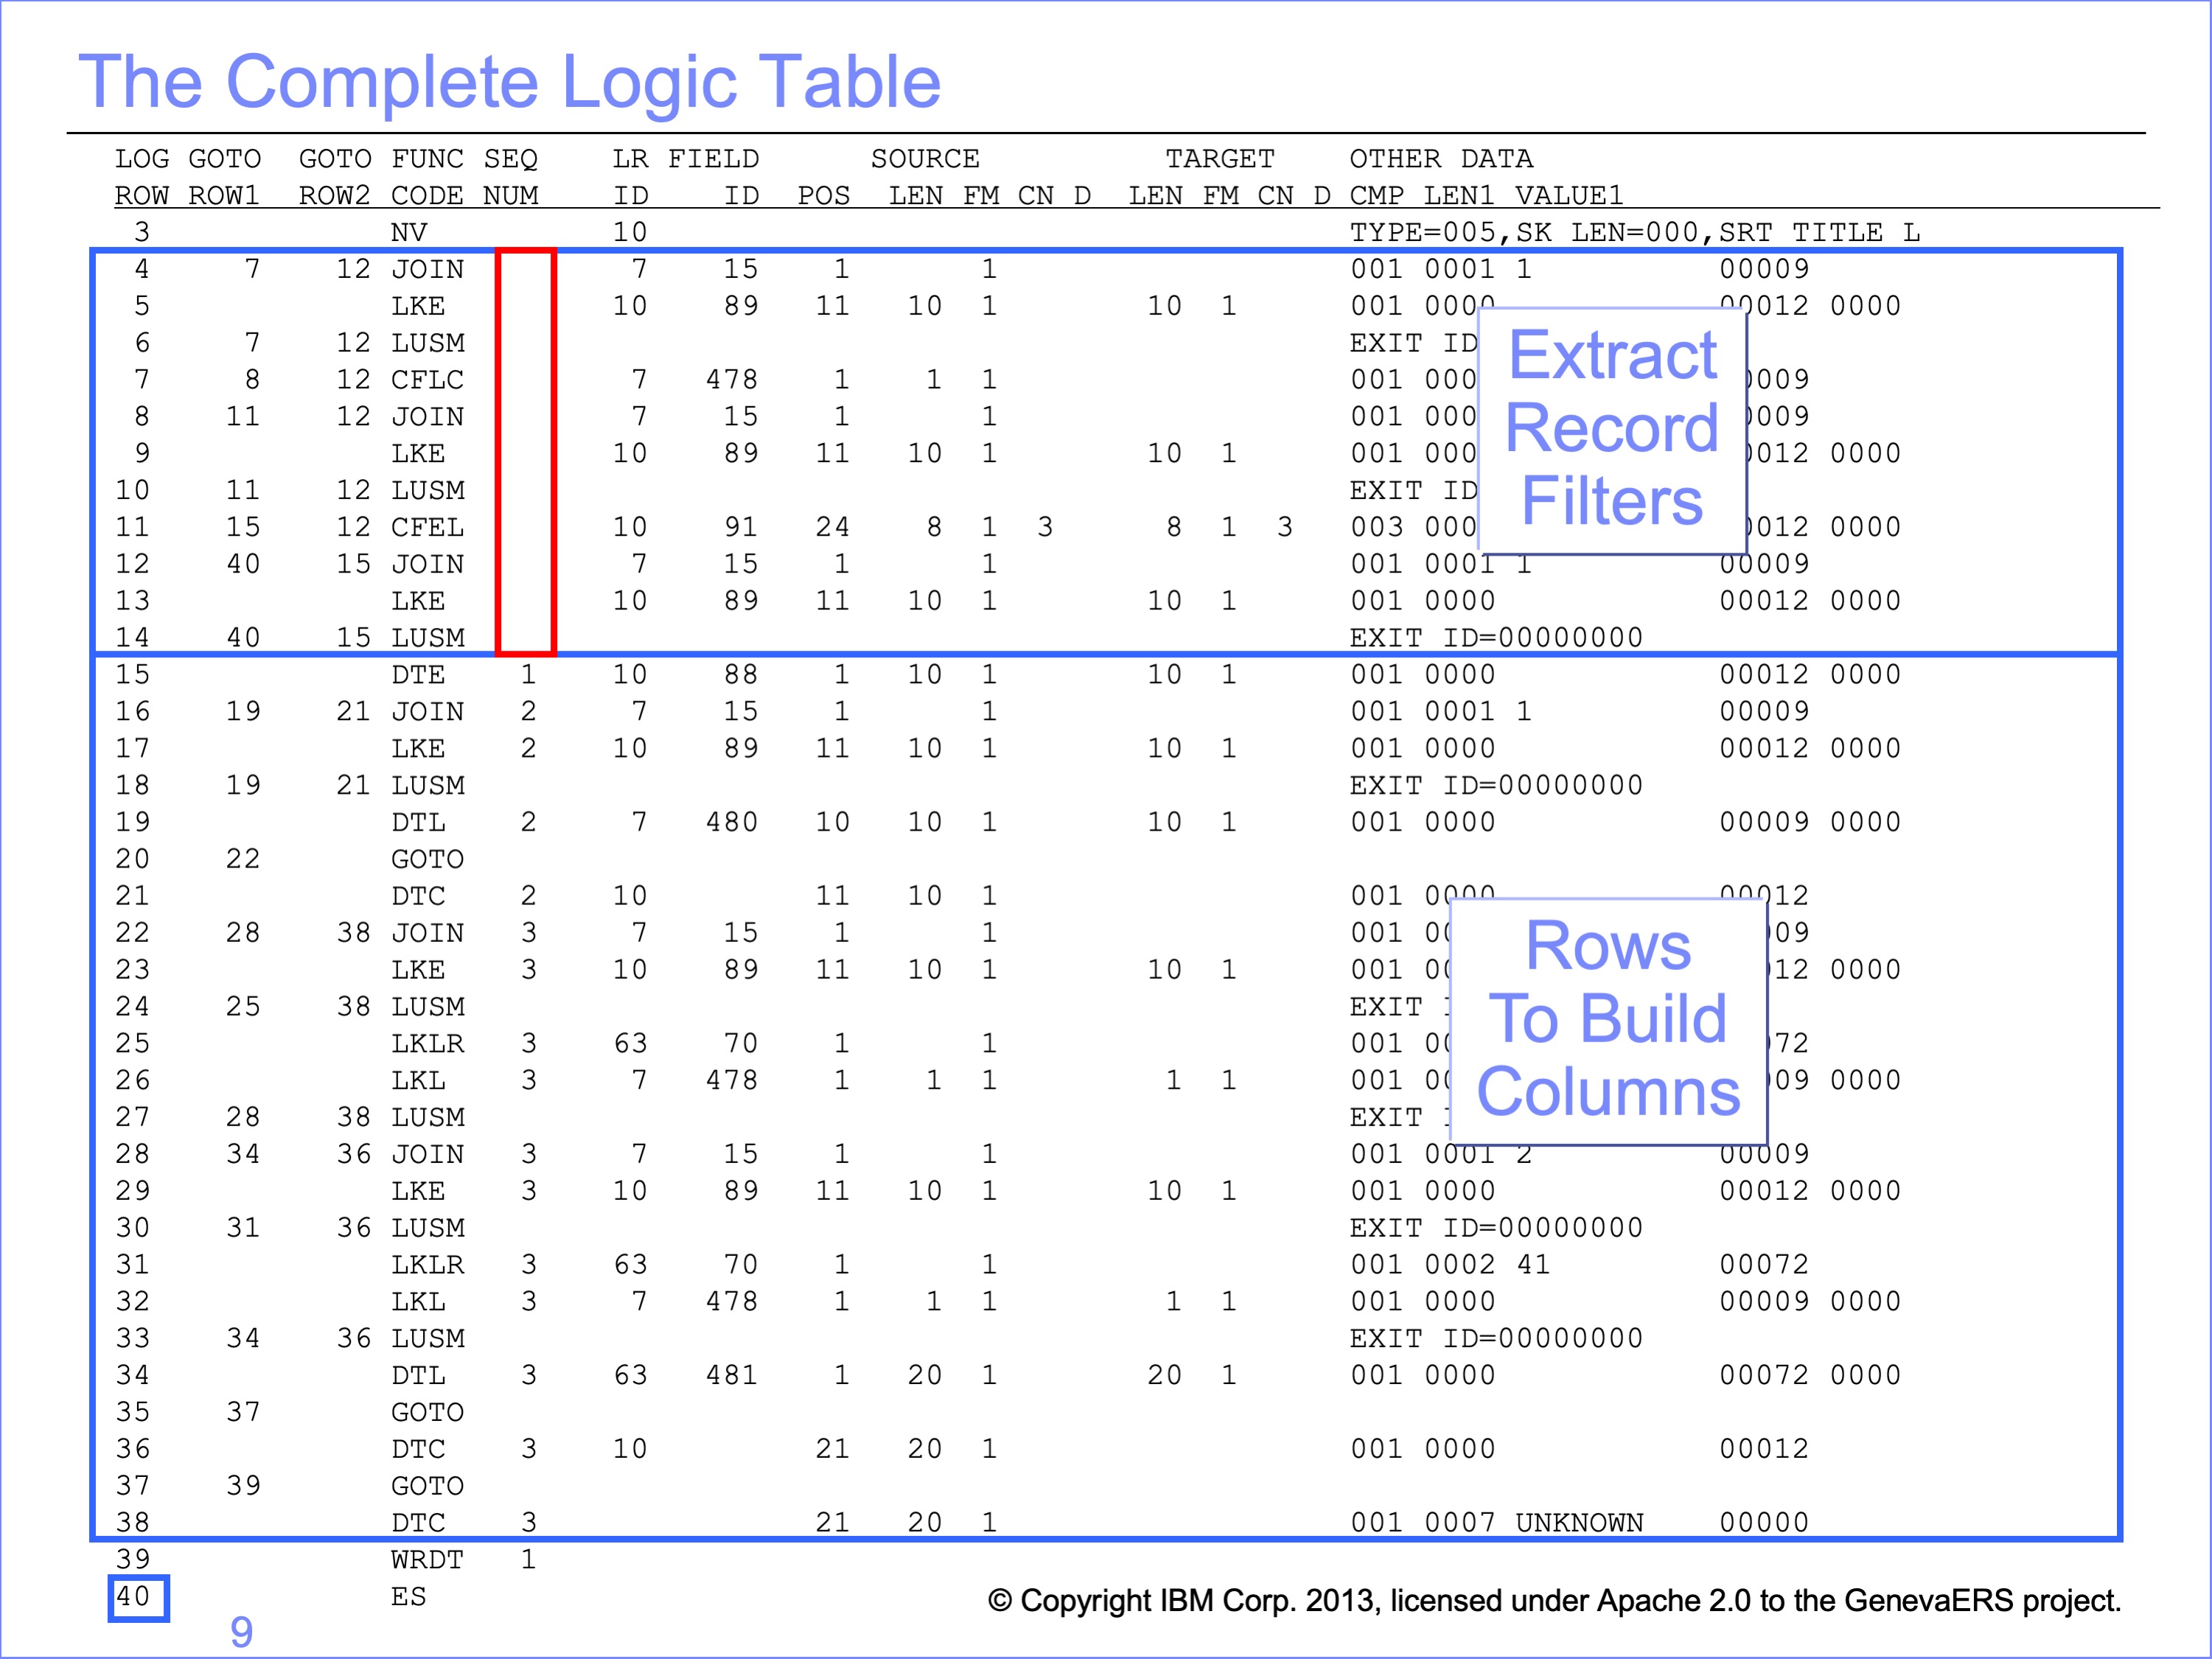 The Complete Logic Table
LOG GOTO GOTO FUNC SEQ LR FIELD SOURCE TARGET OTHER DATA
ROW ROW1 ROW2 CODE NUM ID ID POS LEN FM CN D LEN FM CN D CMP LEN1 VALUE1
3 NV 10 TYPE=005,SK LEN=000,SRT TITLE L
4 7 12 JOIN 7 15 1 1 001 0001 1 00009
5 LKE 10 89 11 10 1 10 1 001 0000 00012 0000
6 7 12 LUSM EXIT ID
7 8 12 CFLC 7 478 1 1 1 001 000 0009
8 11 12 JOIN 7 15 1 1 001 000 0009
9 LKE 10 89 11 10 1 10 1 001 000 0012 0000
10 11 12 LUSM EXIT ID
11 15 12 CFEL 10 91 24 8 1 3 8 1 3 003 000 0012 0000
12 40 15 JOIN 7 15 1 1 001 0001 1 00009
13 LKE 10 89 11 10 1 10 1 001 0000 00012 0000
14 40 15 LUSM EXIT ID=00000000
Extract
Record
Filters
15 DTE 1 10 88 1 10 1 10 1 001 0000 00012 0000
16 19 21 JOIN 2 7 15 1 1 001 0001 1 00009
17 LKE 2 10 89 11 10 1 10 1 001 0000 00012 0000
18 19 21 LUSM EXIT ID=00000000
19 DTL 2 7 480 10 10 1 10 1 001 0000 00009 0000
20 22 GOTO
21 DTC 2 10 11 10 1 001 0000 00012
22 28 38 JOIN 3 7 15 1 1 001 00 09
23 LKE 3 10 89 11 10 1 10 1 001 00 12 0000
24 25 38 LUSM EXIT
25 LKLR 3 63 70 1 1 001 00 72
26 LKL 3 7 478 1 1 1 1 1 001 00 09 0000
27 28 38 LUSM EXIT
28 34 36 JOIN 3 7 15 1 1 001 0001 2 00009
29 LKE 3 10 89 11 10 1 10 1 001 0000 00012 0000
30 31 36 LUSM EXIT ID=00000000
31 LKLR 3 63 70 1 1 001 0002 41 00072
32 LKL 3 7 478 1 1 1 1 1 001 0000 00009 0000
33 34 36 LUSM EXIT ID=00000000
34 DTL 3 63 481 1 20 1 20 1 001 0000 00072 0000
35 37 GOTO
36 DTC 3 10 21 20 1 001 0000 00012
37 39 GOTO
38 DTC 3 21 20 1 001 0007 UNKNOWN 00000
Rows
To Build
Columns
39 WRDT 1
40 ES
© Copyright IBM Corp. 2013, licensed under Apache 2.0 to the GenevaERS project.
9